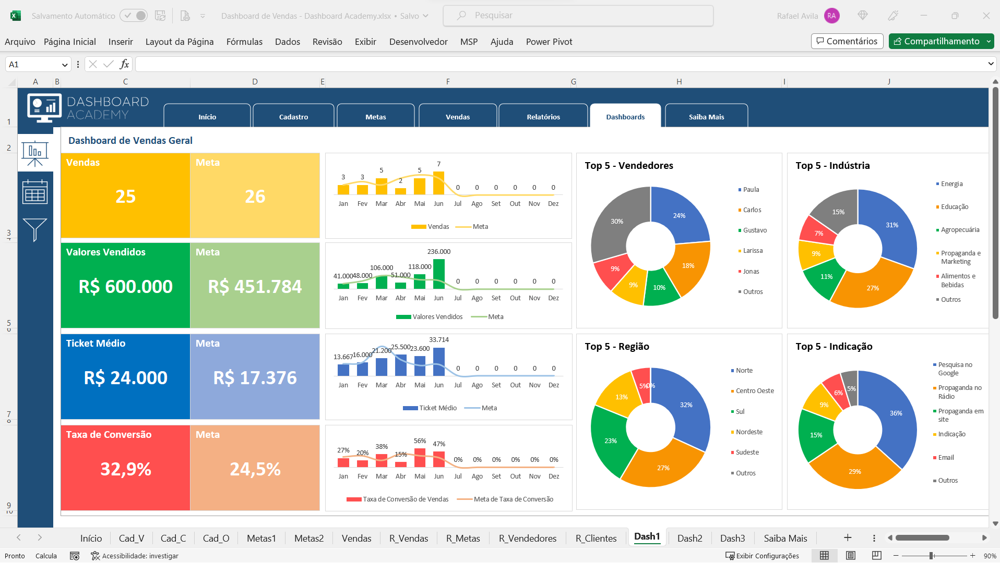 Salvamento Automático
Dashboard de Vendas - Dashboard Academy.xlsx • Salvo
Pesquisar
Rafael Avila
RA
Arquivo
Página Inicial
Inserir
Layout da Página
Fórmulas
Dados
Revisão
Exibir
Desenvolvedor
MSP
Ajuda
Power Pivot
Comentários
Compartilhamento
A1
fx
A B C D E F G H I J
1
2
3
4
5
6
7
8
9
10
DASHBOARD
ACADEMY
Início
Cadastro
Metas
Vendas
Relatórios
Dashboards
Saiba Mais
Dashboard de Vendas Geral
Vendas
25
Meta
26
3 3 5 2 5 7 0 0 0 0 0 0
Jan Fev Mar Abr Mai Jun Jul Ago Set Out Nov Dez
Vendas Meta
Valores Vendidos
R$ 600.000
Meta
R$ 451.784
41.000 48.000 106.000 51.000 118.000 236.000 0 0 0 0 0 0
Jan Fev Mar Abr Mai Jun Jul Ago Set Out Nov Dez
Valores Vendidos Meta
Ticket Médio
R$ 24.000
Meta
R$ 17.376
13.667 16.000 21.200 25.500 23.600 33.714 0 0 0 0 0 0
Jan Fev Mar Abr Mai Jun Jul Ago Set Out Nov Dez
Ticket Médio Meta
Taxa de Conversão
32,9%
Meta
24,5%
27% 20% 38% 15% 56% 47% 0% 0% 0% 0% 0% 0%
Jan Fev Mar Abr Mai Jun Jul Ago Set Out Nov Dez
Taxa de Conversão de Vendas Meta de Taxa de Conversão
Top 5 - Vendedores
24%
18%
10%
9%
9%
30%
Paula
Carlos
Gustavo
Larissa
Jonas
Outros
Top 5 - Indústria
31%
27%
11%
9%
7%
15%
Energia
Educação
Agropecuária
Propaganda e
Marketing
Alimentos e
Bebidas
Outros
Top 5 - Região
32%
27%
23%
13%
5%
0%
Norte
Centro Oeste
Sul
Nordeste
Sudeste
Outros
Top 5 - Indicação
36%
29%
15%
9%
6%
5%
Pesquisa no
Google
Propaganda no
Rádio
Propaganda em
site
Indicação
Email
Outros
Início
Cad_V
Cad_C
Cad_O
Metas1
Metas2
Vendas
R_Vendas
R_Metas
R_Vendedores
R_Clientes
Dash1
Dash2
Dash3
Saiba Mais
Pronto
Calcula
Acessibilidade: investigar
Exibir Configurações
90%